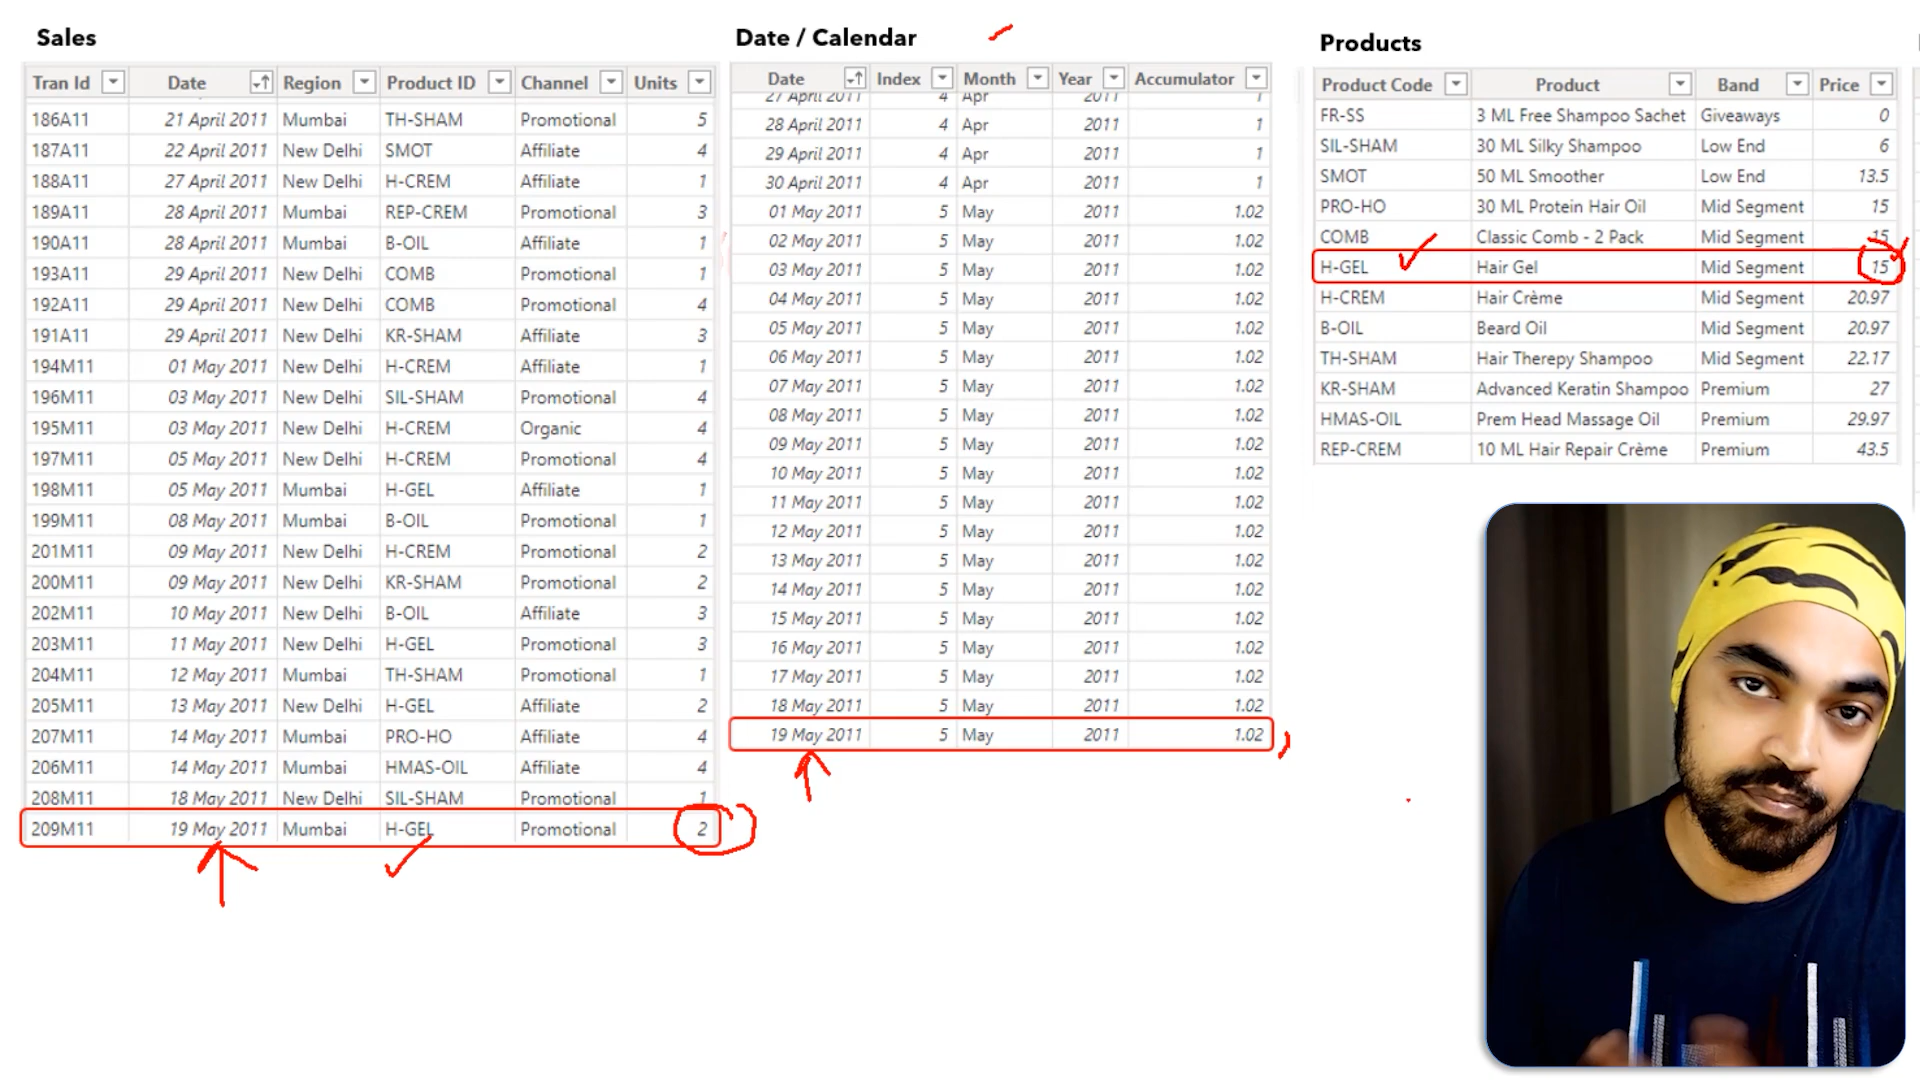 Sales
Tran Id Date Region Product ID Channel Units
186A11 21 April 2011 Mumbai TH-SHAM Promotional 5
187A11 22 April 2011 New Delhi SMOT Affiliate 4
188A11 27 April 2011 New Delhi H-CREM Affiliate 1
189A11 28 April 2011 Mumbai REP-CREM Promotional 3
190A11 28 April 2011 Mumbai B-OIL Affiliate 1
193A11 29 April 2011 New Delhi COMB Promotional 1
192A11 29 April 2011 New Delhi COMB Promotional 4
191A11 29 April 2011 New Delhi KR-SHAM Affiliate 3
194M11 01 May 2011 New Delhi H-CREM Affiliate 1
196M11 03 May 2011 New Delhi SIL-SHAM Promotional 4
195M11 03 May 2011 New Delhi H-CREM Organic 4
197M11 05 May 2011 New Delhi H-CREM Promotional 4
198M11 05 May 2011 Mumbai H-GEL Affiliate 1
199M11 08 May 2011 Mumbai B-OIL Promotional 1
201M11 09 May 2011 New Delhi H-CREM Promotional 2
200M11 09 May 2011 New Delhi KR-SHAM Promotional 2
202M11 10 May 2011 New Delhi B-OIL Affiliate 3
203M11 11 May 2011 New Delhi H-GEL Promotional 3
204M11 12 May 2011 Mumbai TH-SHAM Promotional 1
205M11 13 May 2011 New Delhi H-GEL Affiliate 2
207M11 14 May 2011 Mumbai PRO-HO Affiliate 4
206M11 14 May 2011 Mumbai HMAS-OIL Affiliate 4
208M11 18 May 2011 New Delhi SIL-SHAM Promotional 1
209M11 19 May 2011 Mumbai H-GEL Promotional 2
Date / Calendar
Date Index Month Year Accumulator
27 April 2011 4 Apr 2011 1
28 April 2011 4 Apr 2011 1
29 April 2011 4 Apr 2011 1
30 April 2011 4 Apr 2011 1
01 May 2011 5 May 2011 1.02
02 May 2011 5 May 2011 1.02
03 May 2011 5 May 2011 1.02
04 May 2011 5 May 2011 1.02
05 May 2011 5 May 2011 1.02
06 May 2011 5 May 2011 1.02
07 May 2011 5 May 2011 1.02
08 May 2011 5 May 2011 1.02
09 May 2011 5 May 2011 1.02
10 May 2011 5 May 2011 1.02
11 May 2011 5 May 2011 1.02
12 May 2011 5 May 2011 1.02
13 May 2011 5 May 2011 1.02
14 May 2011 5 May 2011 1.02
15 May 2011 5 May 2011 1.02
16 May 2011 5 May 2011 1.02
17 May 2011 5 May 2011 1.02
18 May 2011 5 May 2011 1.02
19 May 2011 5 May 2011 1.02
Products
Product Code Product Band Price
FR-SS 3 ML Free Shampoo Sachet Giveaways 0
SIL-SHAM 30 ML Silky Shampoo Low End 6
SMOT 50 ML Smoother Low End 13.5
PRO-HO 30 ML Protein Hair Oil Mid Segment 15
COMB Classic Comb - 2 Pack Mid Segment 15
H-GEL Hair Gel Mid Segment 15
H-CREM Hair Crème Mid Segment 20.97
B-OIL Beard Oil Mid Segment 20.97
TH-SHAM Hair Therepy Shampoo Mid Segment 22.17
KR-SHAM Advanced Keratin Shampoo Premium 27
HMAS-OIL Prem Head Massage Oil Premium 29.97
REP-CREM 10 ML Hair Repair Crème Premium 43.5